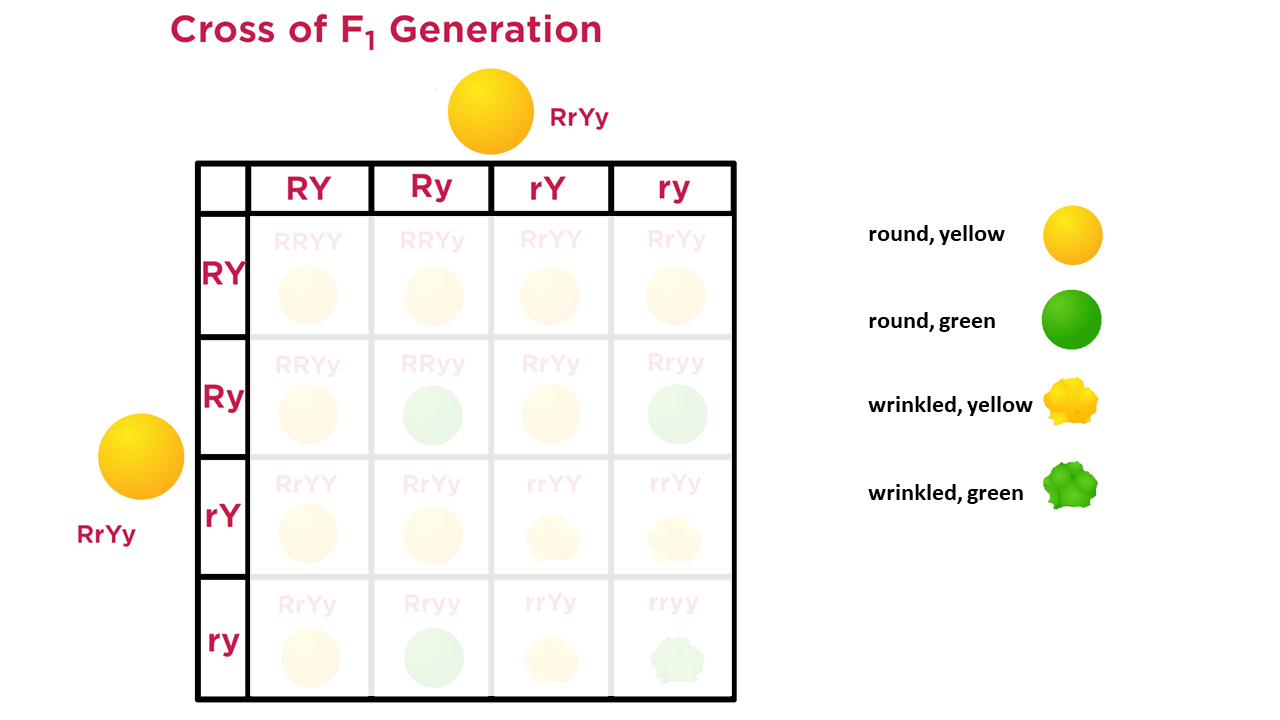 Cross of F₁ Generation
RrYy
RY Ry rY ry
RY RRYY RRYy RrYY RrYy
Ry RRYy RRyy RrYy Rryy
rY RrYY RrYy rrYY rrYy
ry RrYy Rryy rrYy rryy
RrYy
round, yellow
round, green
wrinkled, yellow
wrinkled, green